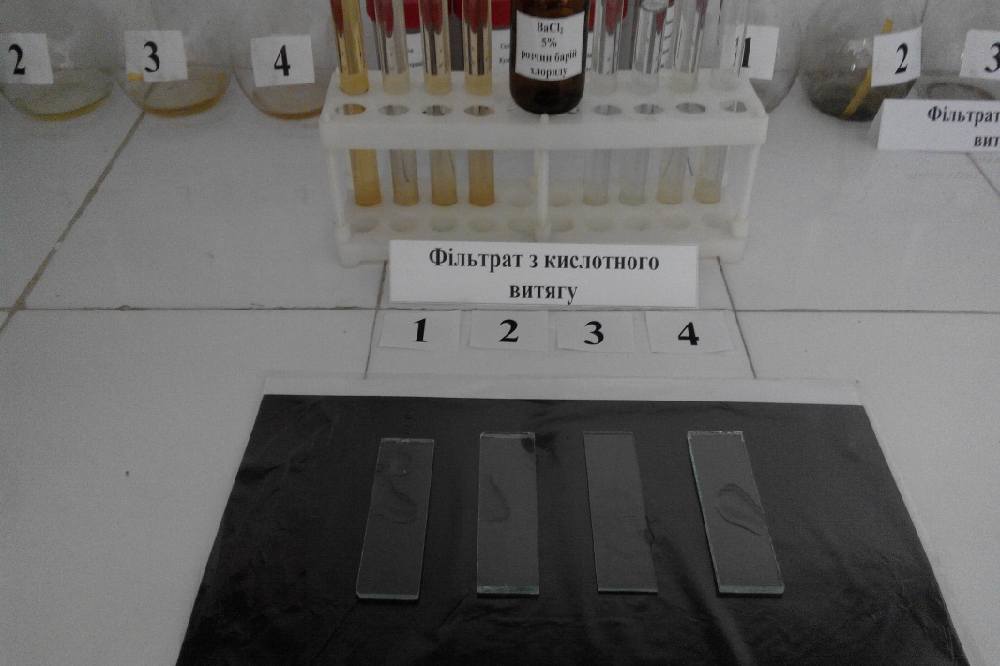 2
3
4
BaCl₂
5%
розчин барій
хлориду
1
2
3
Фільтрат
вит
Фільтрат з кислотного
витягу
1
2
3
4